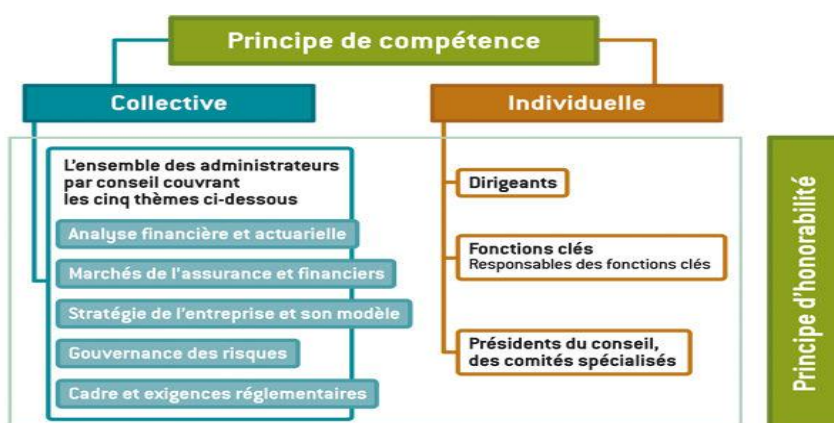 Principe de compétence
Collective
L'ensemble des administrateurs
par conseil couvrant
les cinq thèmes ci-dessous
Analyse financière et actuarielle
Marchés de l'assurance et financiers
Stratégie de l'entreprise et son modèle
Gouvernance des risques
Cadre et exigences réglementaires
Individuelle
Dirigeants
Fonctions clés
Responsables des fonctions clés
Présidents du conseil,
des comités spécialisés
Principe d'honorabilité